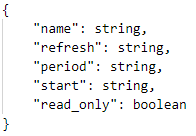 {
    "name": string,
    "refresh": string,
    "period": string,
    "start": string,
    "read_only": boolean
}